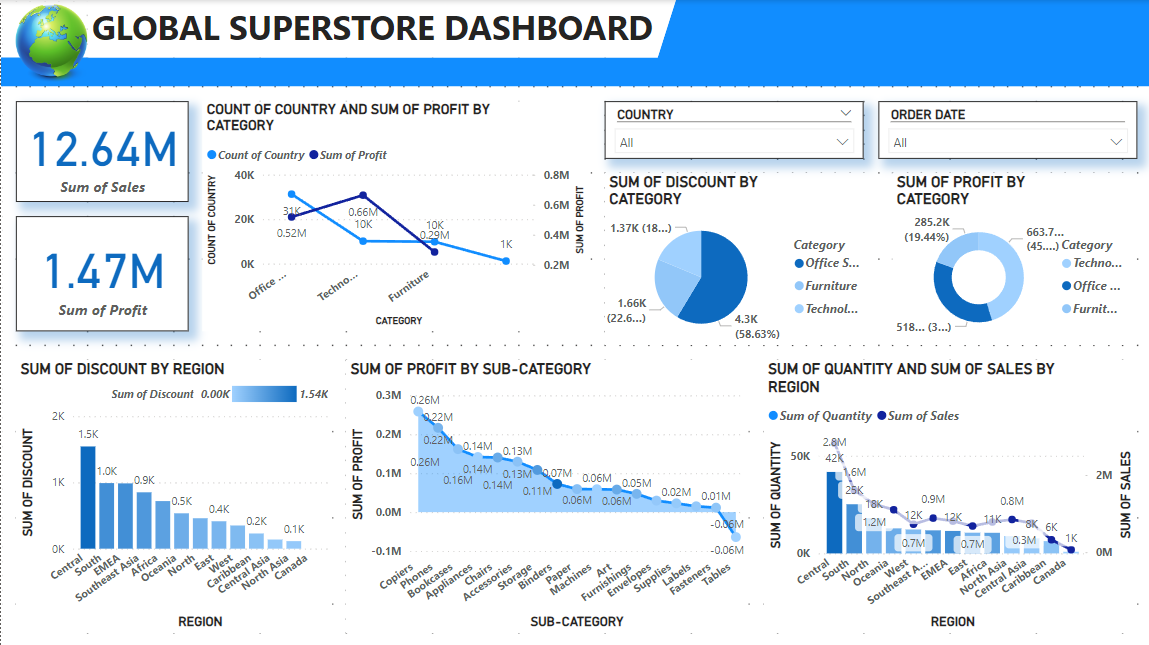 GLOBAL SUPERSTORE DASHBOARD
12.64M
Sum of Sales
1.47M
Sum of Profit
COUNT OF COUNTRY AND SUM OF PROFIT BY
CATEGORY
Count of Country Sum of Profit
COUNT OF COUNTRY
40K
20K
0K
31K
0.52M
0.66M
10K
10K
0.29M
1K
0.8M
0.6M
0.4M
0.2M
SUM OF PROFIT
Office ...
Techno...
Furniture
CATEGORY
COUNTRY
All
ORDER DATE
All
SUM OF DISCOUNT BY
CATEGORY
1.37K (18...)
1.66K
(22.6...)
4.3K
(58.63%)
Category
Office S...
Furniture
Technol...
SUM OF PROFIT BY
CATEGORY
285.2K
(19.44%)
663.7...
(45....)
518... (3...)
Category
Techno...
Office ...
Furnit...
SUM OF DISCOUNT BY REGION
Sum of Discount 0.00K 1.54K
SUM OF DISCOUNT
2K
1K
0K
1.5K
1.0K
0.9K
0.5K
0.4K
0.2K
0.1K
Central
South
EMEA
Southeast Asia
Africa
Oceania
North
East
West
Caribbean
Central Asia
North Asia
Canada
REGION
SUM OF PROFIT BY SUB-CATEGORY
SUM OF PROFIT
0.3M
0.2M
0.1M
0.0M
-0.1M
0.26M
0.22M
0.22M
0.26M
0.16M
0.14M
0.14M
0.14M
0.13M
0.13M
0.11M
0.07M
0.06M
0.06M
0.06M
0.05M
0.02M
0.01M
-0.06M
-0.06M
Copiers
Phones
Bookcases
Appliances
Chairs
Accessories
Storage
Binders
Paper
Machines
Art
Furnishings
Envelopes
Supplies
Labels
Fasteners
Tables
SUB-CATEGORY
SUM OF QUANTITY AND SUM OF SALES BY
REGION
Sum of Quantity Sum of Sales
SUM OF QUANTITY
50K
0K
2.8M
42K
.6M
25K
18K
1.2M
12K
0.7M
0.9M
12K
0.7M
11K
0.8M
8K
0.3M
6K
1K
2M
0M
SUM OF SALES
Central
South
North
Oceania
West
Southeast A...
EMEA
East
Africa
North Asia
Central Asia
Caribbean
Canada
REGION